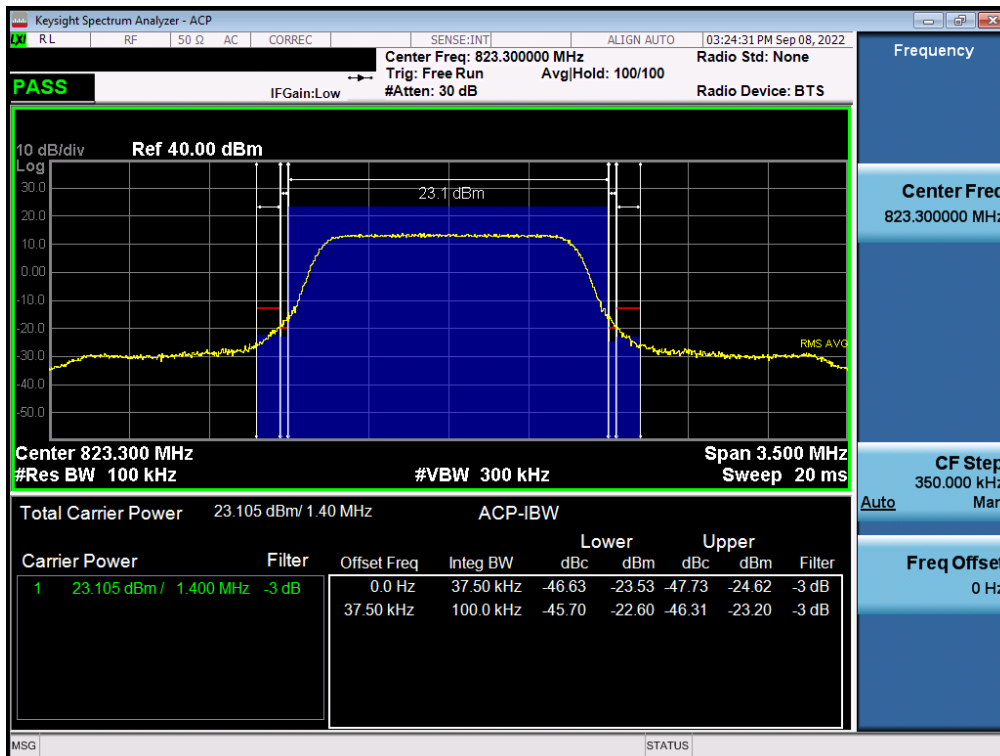 Keysight Spectrum Analyzer - ACP
LXI RL RF 50 Ω AC CORREC SENSE:INT ALIGN AUTO 03:24:31 PM Sep 08, 2022
Center Freq: 823.300000 MHz Radio Std: None
Trig: Free Run Avg|Hold: 100/100
PASS IFGain:Low #Atten: 30 dB Radio Device: BTS
10 dB/div Ref 40.00 dBm
Log
30.0
23.1 dBm
20.0
10.0
0.00
-10.0
-20.0
-30.0
RMS AVG
-40.0
-50.0
Center 823.300 MHz Span 3.500 MHz
#Res BW 100 kHz #VBW 300 kHz Sweep 20 ms
Total Carrier Power 23.105 dBm/ 1.40 MHz ACP-IBW
Lower Upper
Carrier Power Filter Offset Freq Integ BW dBc dBm dBc dBm Filter
1 23.105 dBm / 1.400 MHz -3 dB 0.0 Hz 37.50 kHz -46.63 -23.53 -47.73 -24.62 -3 dB
37.50 kHz 100.0 kHz -45.70 -22.60 -46.31 -23.20 -3 dB
MSG STATUS
Frequency
Center Freq
823.300000 MHz
CF Step
350.000 kHz
Auto Man
Freq Offset
0 Hz